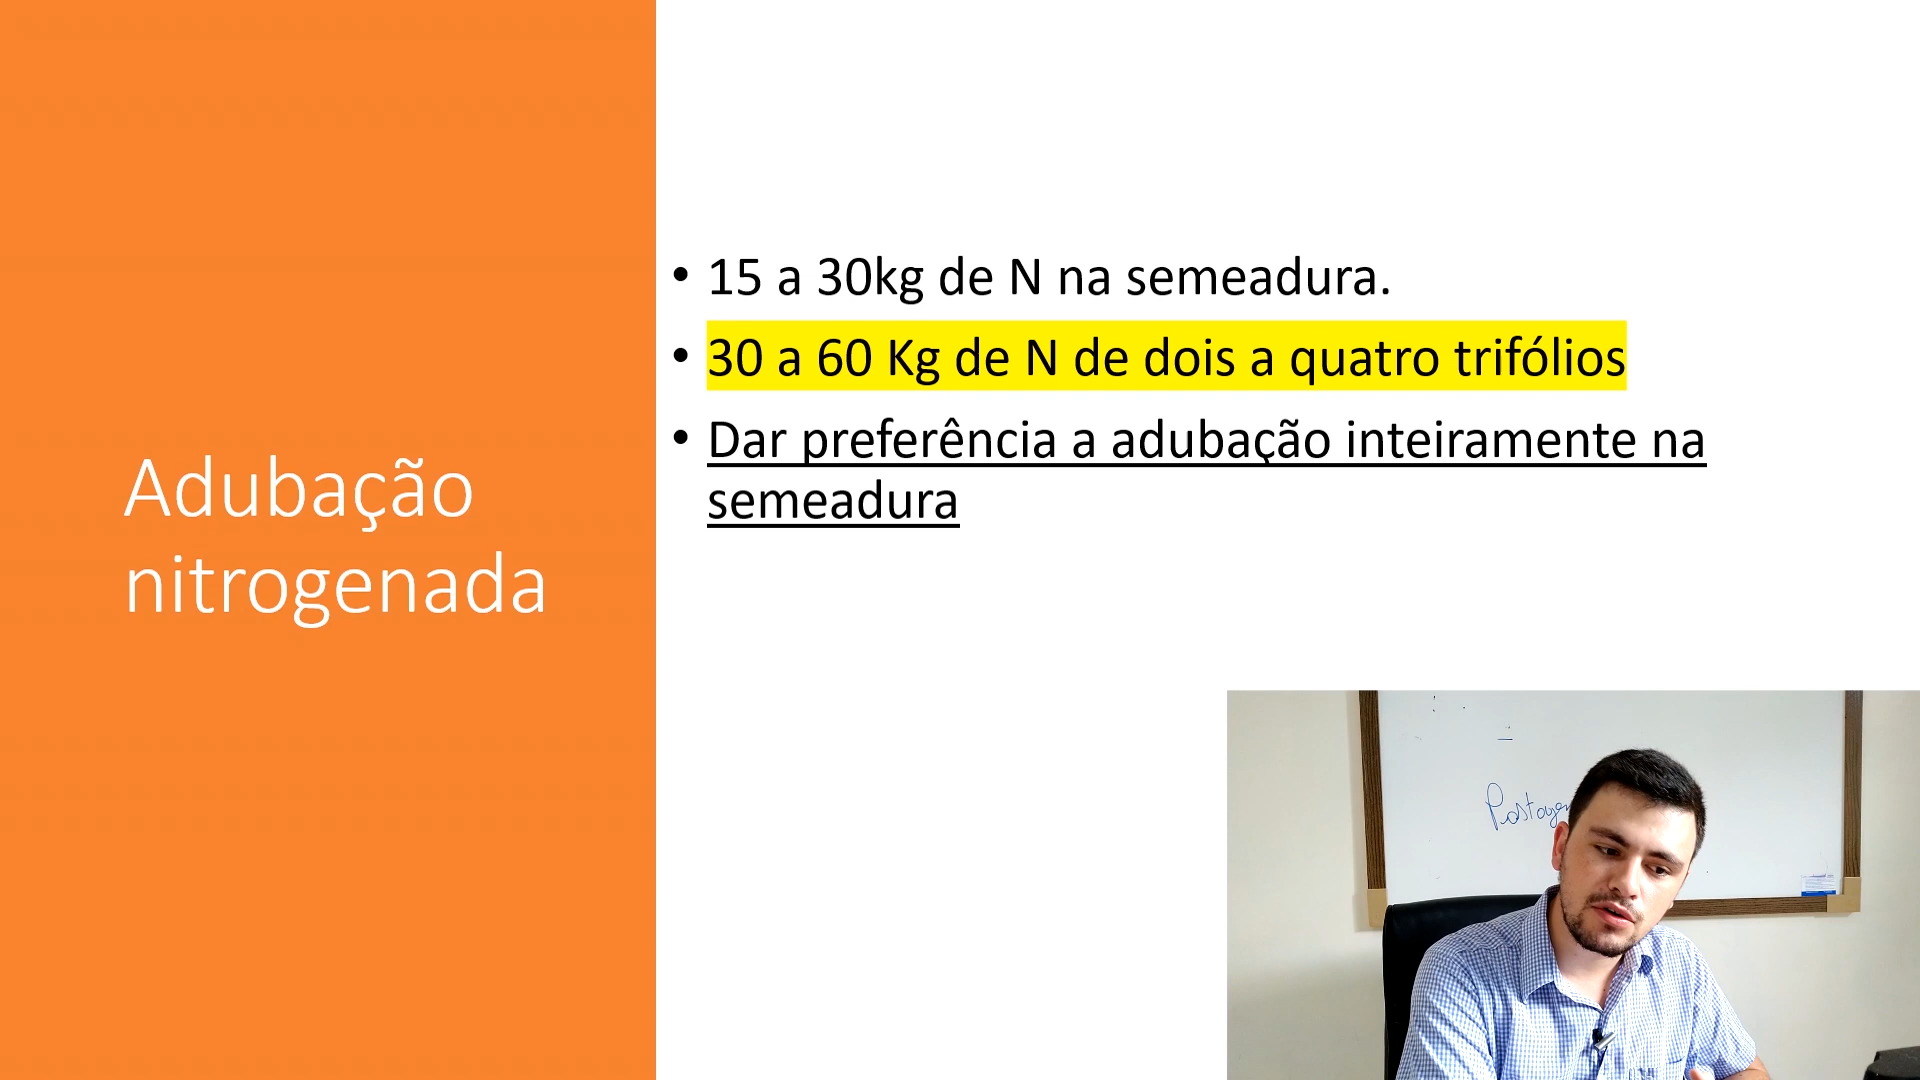 Adubação
nitrogenada
• 15 a 30kg de N na semeadura.
• 30 a 60 Kg de N de dois a quatro trifólios
• Dar preferência a adubação inteiramente na
semeadura